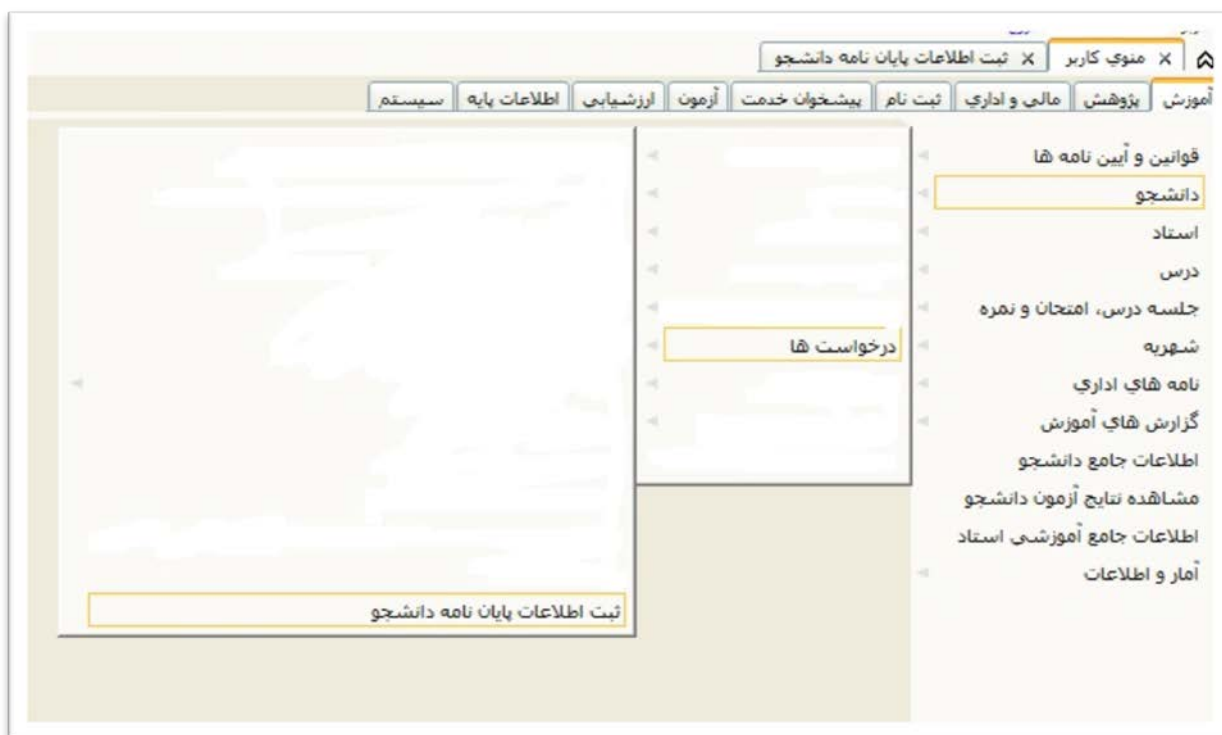 منوي كاربر ثبت اطلاعات پايان نامه دانشجو
آموزش پژوهش مالي و اداري ثبت نام پيشخوان خدمت آزمون ارزشيابي اطلاعات پايه سيستم
قوانين و آيين نامه ها
دانشجو
استاد
درس
جلسه درس، امتحان و نمره
شهريه
نامه هاي اداري
گزارش هاي آموزش
اطلاعات جامع دانشجو
مشاهده نتايج آزمون دانشجو
اطلاعات جامع آموزشي استاد
آمار و اطلاعات
درخواست ها
ثبت اطلاعات پايان نامه دانشجو